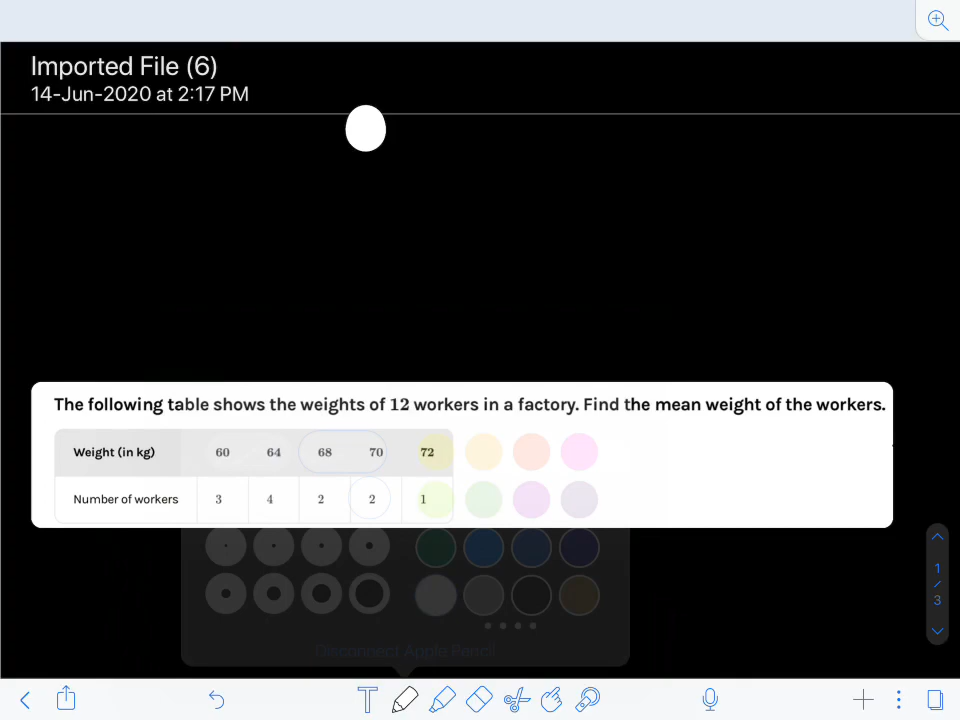 Imported File (6)
14-Jun-2020 at 2:17 PM
The following table shows the weights of 12 workers in a factory. Find the mean weight of the workers.
Weight (in kg) 60 64 68 70 72
Number of workers 3 4 2 2 1
Disconnect Apple Pencil
1
/
3
T